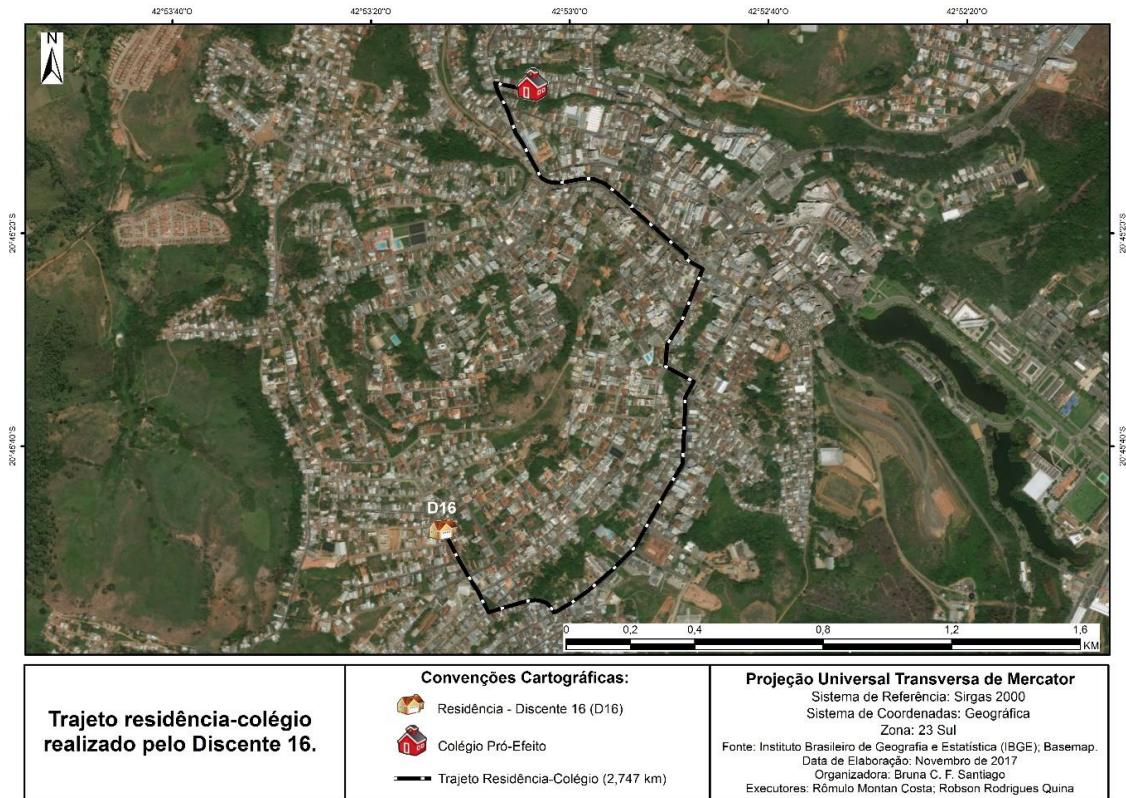 42°53'40"O 42°53'20"O 42°53'0"O 42°52'40"O 42°52'20"O
N
20°45'20"S 20°45'20"S
20°45'40"S 20°45'40"S
D16
0 0,2 0,4 0,8 1,2 1,6
KM
Trajeto residência-colégio
realizado pelo Discente 16.
Convenções Cartográficas:
Residência - Discente 16 (D16)
Colégio Pró-Efeito
Trajeto Residência-Colégio (2,747 km)
Projeção Universal Transversa de Mercator
Sistema de Referência: Sirgas 2000
Sistema de Coordenadas: Geográfica
Zona: 23 Sul
Fonte: Instituto Brasileiro de Geografia e Estatística (IBGE); Basemap.
Data de Elaboração: Novembro de 2017
Organizadora: Bruna C. F. Santiago
Executores: Rômulo Montan Costa; Robson Rodrigues Quina